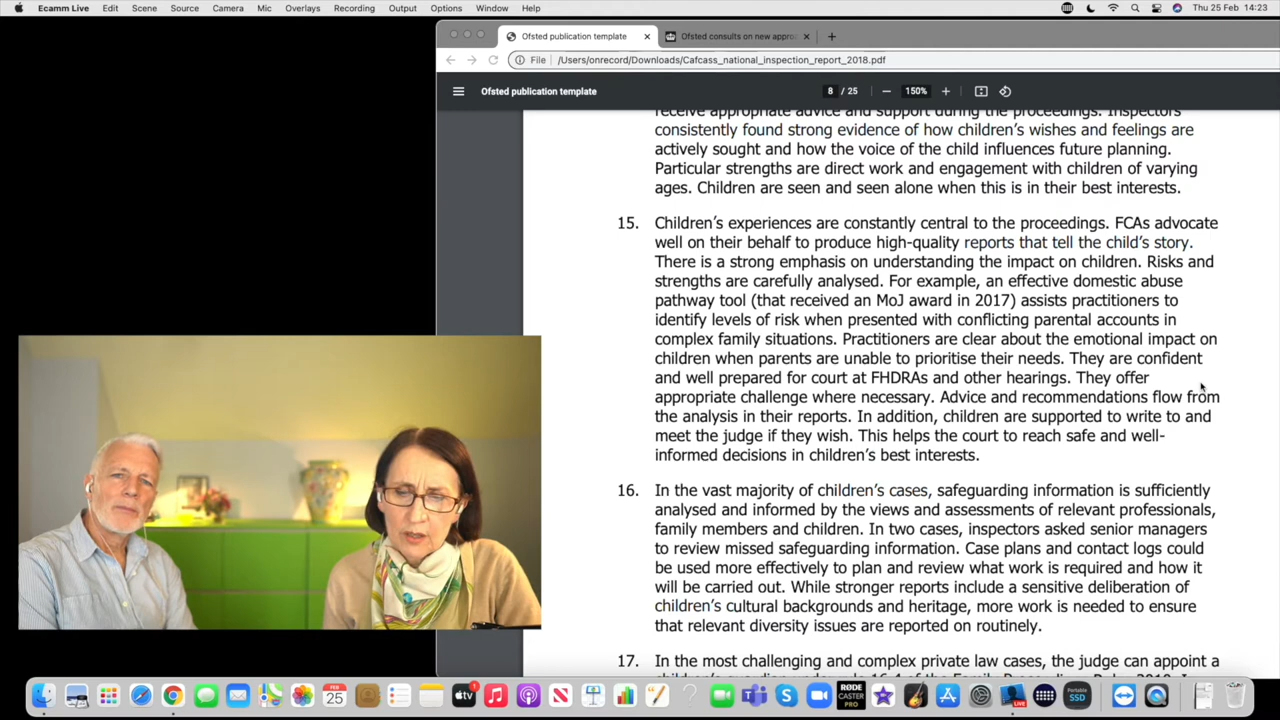 Ecamm Live Edit Scene Source Camera Mic Overlays Recording Output Options Window Help Thu 25 Feb 14:23
Ofsted publication template × Ofsted consults on new appro × +
File /Users/onrecord/Downloads/Cafcass_national_inspection_report_2018.pdf
Ofsted publication template 8 / 25 − 150% +
receive appropriate advice and support during the proceedings. Inspectors
consistently found strong evidence of how children's wishes and feelings are
actively sought and how the voice of the child influences future planning.
Particular strengths are direct work and engagement with children of varying
ages. Children are seen and seen alone when this is in their best interests.
15. Children's experiences are constantly central to the proceedings. FCAs advocate
well on their behalf to produce high-quality reports that tell the child's story.
There is a strong emphasis on understanding the impact on children. Risks and
strengths are carefully analysed. For example, an effective domestic abuse
pathway tool (that received an MoJ award in 2017) assists practitioners to
identify levels of risk when presented with conflicting parental accounts in
complex family situations. Practitioners are clear about the emotional impact on
children when parents are unable to prioritise their needs. They are confident
and well prepared for court at FHDRAs and other hearings. They offer
appropriate challenge where necessary. Advice and recommendations flow from
the analysis in their reports. In addition, children are supported to write to and
meet the judge if they wish. This helps the court to reach safe and well-
informed decisions in children's best interests.
16. In the vast majority of children's cases, safeguarding information is sufficiently
analysed and informed by the views and assessments of relevant professionals,
family members and children. In two cases, inspectors asked senior managers
to review missed safeguarding information. Case plans and contact logs could
be used more effectively to plan and review what work is required and how it
will be carried out. While stronger reports include a sensitive deliberation of
children's cultural backgrounds and heritage, more work is needed to ensure
that relevant diversity issues are reported on routinely.
17. In the most challenging and complex private law cases, the judge can appoint a
FEB
25
tv
RØDE
CASTER
PRO
LIVE
Portable
SSD